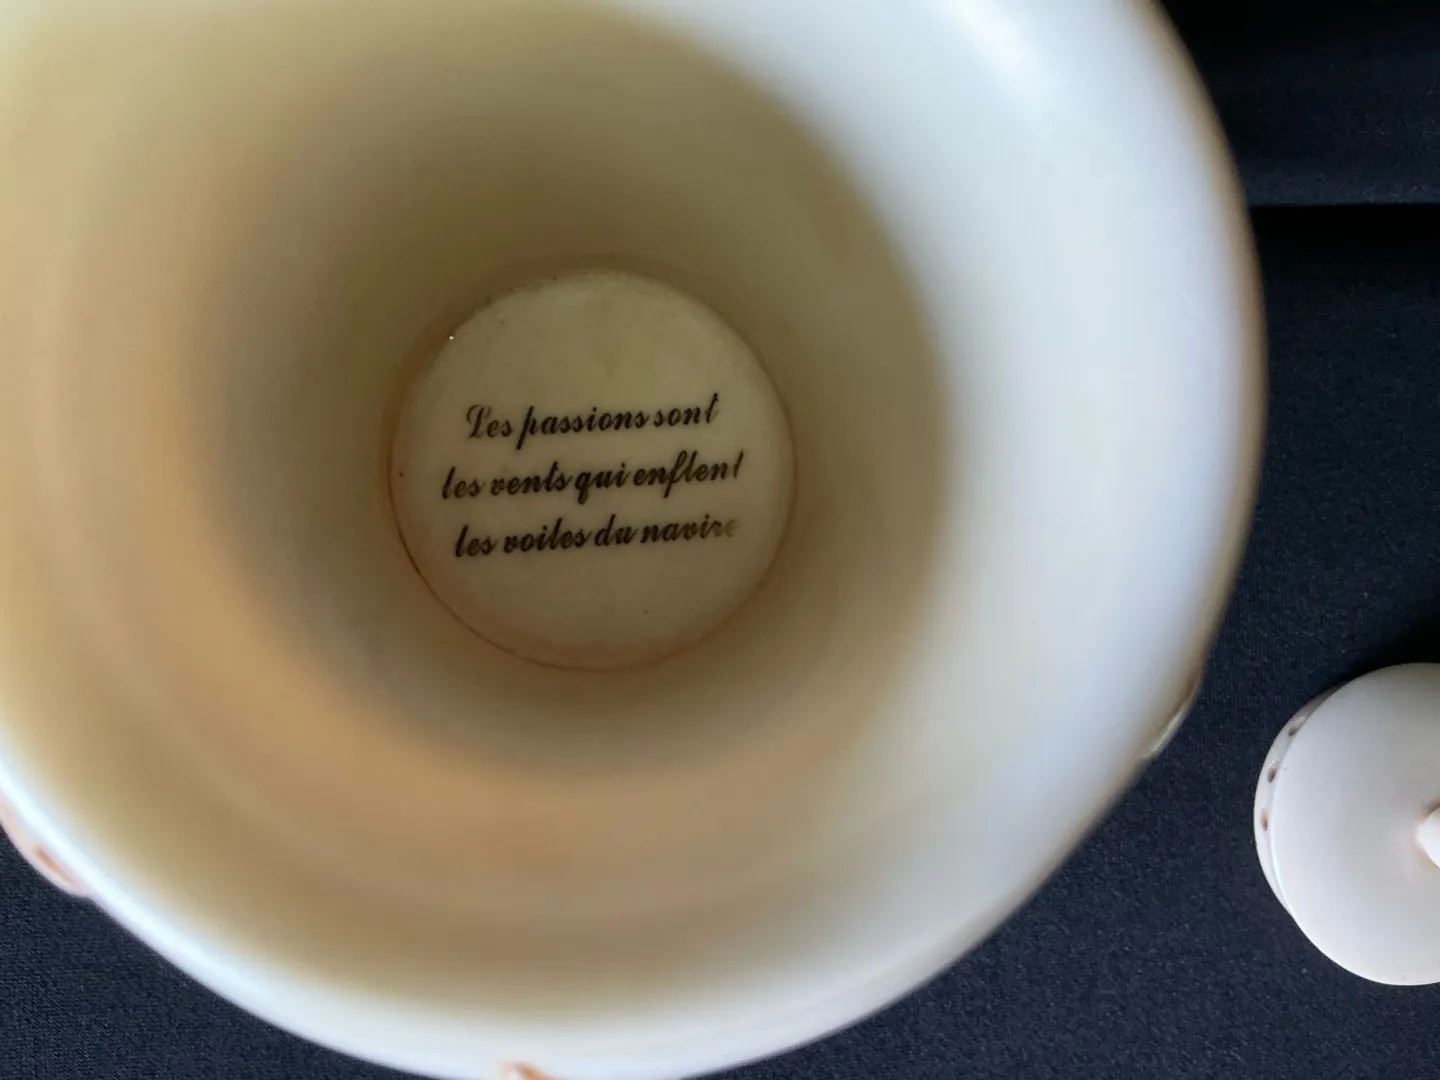 Les passions sont
les vents qui enflent
les voiles du navire